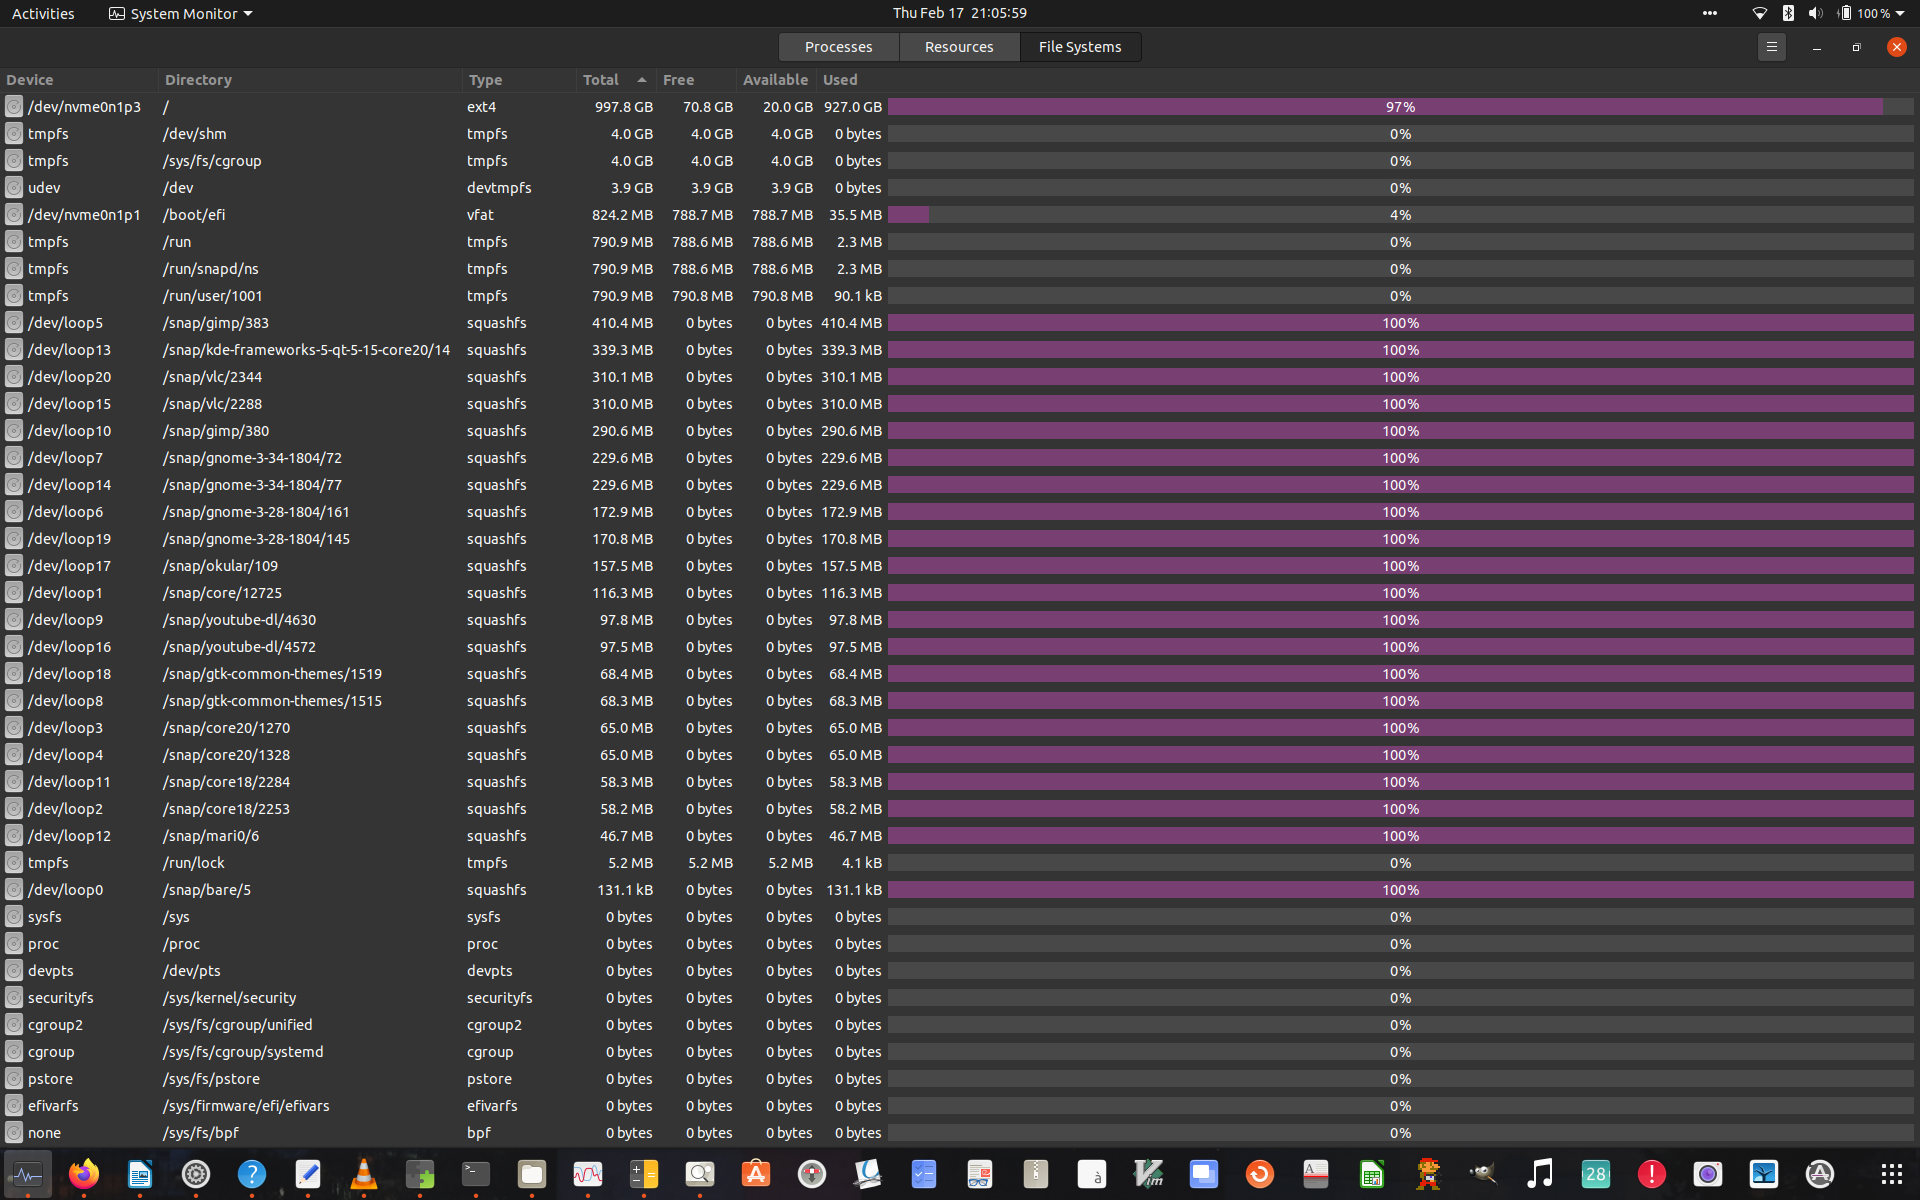 Activities System Monitor Thu Feb 17 21:05:59 100 %
Processes Resources File Systems
Device Directory Type Total Free Available Used
/dev/nvme0n1p3 / ext4 997.8 GB 70.8 GB 20.0 GB 927.0 GB 97%
tmpfs /dev/shm tmpfs 4.0 GB 4.0 GB 4.0 GB 0 bytes 0%
tmpfs /sys/fs/cgroup tmpfs 4.0 GB 4.0 GB 4.0 GB 0 bytes 0%
udev /dev devtmpfs 3.9 GB 3.9 GB 3.9 GB 0 bytes 0%
/dev/nvme0n1p1 /boot/efi vfat 824.2 MB 788.7 MB 788.7 MB 35.5 MB 4%
tmpfs /run tmpfs 790.9 MB 788.6 MB 788.6 MB 2.3 MB 0%
tmpfs /run/snapd/ns tmpfs 790.9 MB 788.6 MB 788.6 MB 2.3 MB 0%
tmpfs /run/user/1001 tmpfs 790.9 MB 790.8 MB 790.8 MB 90.1 kB 0%
/dev/loop5 /snap/gimp/383 squashfs 410.4 MB 0 bytes 0 bytes 410.4 MB 100%
/dev/loop13 /snap/kde-frameworks-5-qt-5-15-core20/14 squashfs 339.3 MB 0 bytes 0 bytes 339.3 MB 100%
/dev/loop20 /snap/vlc/2344 squashfs 310.1 MB 0 bytes 0 bytes 310.1 MB 100%
/dev/loop15 /snap/vlc/2288 squashfs 310.0 MB 0 bytes 0 bytes 310.0 MB 100%
/dev/loop10 /snap/gimp/380 squashfs 290.6 MB 0 bytes 0 bytes 290.6 MB 100%
/dev/loop7 /snap/gnome-3-34-1804/72 squashfs 229.6 MB 0 bytes 0 bytes 229.6 MB 100%
/dev/loop14 /snap/gnome-3-34-1804/77 squashfs 229.6 MB 0 bytes 0 bytes 229.6 MB 100%
/dev/loop6 /snap/gnome-3-28-1804/161 squashfs 172.9 MB 0 bytes 0 bytes 172.9 MB 100%
/dev/loop19 /snap/gnome-3-28-1804/145 squashfs 170.8 MB 0 bytes 0 bytes 170.8 MB 100%
/dev/loop17 /snap/okular/109 squashfs 157.5 MB 0 bytes 0 bytes 157.5 MB 100%
/dev/loop1 /snap/core/12725 squashfs 116.3 MB 0 bytes 0 bytes 116.3 MB 100%
/dev/loop9 /snap/youtube-dl/4630 squashfs 97.8 MB 0 bytes 0 bytes 97.8 MB 100%
/dev/loop16 /snap/youtube-dl/4572 squashfs 97.5 MB 0 bytes 0 bytes 97.5 MB 100%
/dev/loop18 /snap/gtk-common-themes/1519 squashfs 68.4 MB 0 bytes 0 bytes 68.4 MB 100%
/dev/loop8 /snap/gtk-common-themes/1515 squashfs 68.3 MB 0 bytes 0 bytes 68.3 MB 100%
/dev/loop3 /snap/core20/1270 squashfs 65.0 MB 0 bytes 0 bytes 65.0 MB 100%
/dev/loop4 /snap/core20/1328 squashfs 65.0 MB 0 bytes 0 bytes 65.0 MB 100%
/dev/loop11 /snap/core18/2284 squashfs 58.3 MB 0 bytes 0 bytes 58.3 MB 100%
/dev/loop2 /snap/core18/2253 squashfs 58.2 MB 0 bytes 0 bytes 58.2 MB 100%
/dev/loop12 /snap/mari0/6 squashfs 46.7 MB 0 bytes 0 bytes 46.7 MB 100%
tmpfs /run/lock tmpfs 5.2 MB 5.2 MB 5.2 MB 4.1 kB 0%
/dev/loop0 /snap/bare/5 squashfs 131.1 kB 0 bytes 0 bytes 131.1 kB 100%
sysfs /sys sysfs 0 bytes 0 bytes 0 bytes 0 bytes 0%
proc /proc proc 0 bytes 0 bytes 0 bytes 0 bytes 0%
devpts /dev/pts devpts 0 bytes 0 bytes 0 bytes 0 bytes 0%
securityfs /sys/kernel/security securityfs 0 bytes 0 bytes 0 bytes 0 bytes 0%
cgroup2 /sys/fs/cgroup/unified cgroup2 0 bytes 0 bytes 0 bytes 0 bytes 0%
cgroup /sys/fs/cgroup/systemd cgroup 0 bytes 0 bytes 0 bytes 0 bytes 0%
pstore /sys/fs/pstore pstore 0 bytes 0 bytes 0 bytes 0 bytes 0%
efivarfs /sys/firmware/efi/efivars efivarfs 0 bytes 0 bytes 0 bytes 0 bytes 0%
none /sys/fs/bpf bpf 0 bytes 0 bytes 0 bytes 0 bytes 0%
? >_ à Vim A 28 !